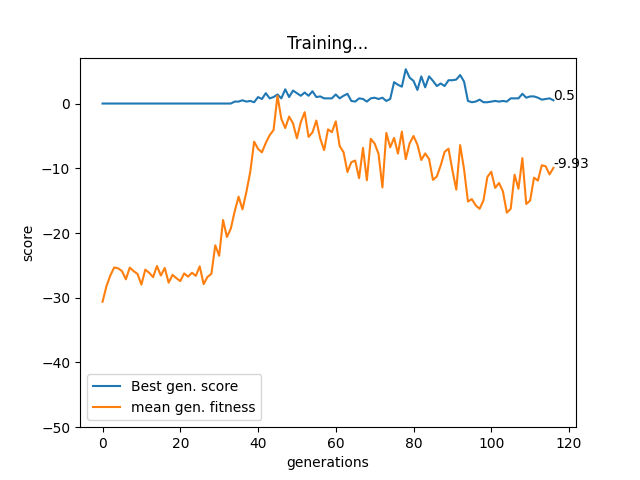 Training...
score
0
−10
−20
−30
−40
−50
0.5
-9.93
Best gen. score
mean gen. fitness
0 20 40 60 80 100 120
generations